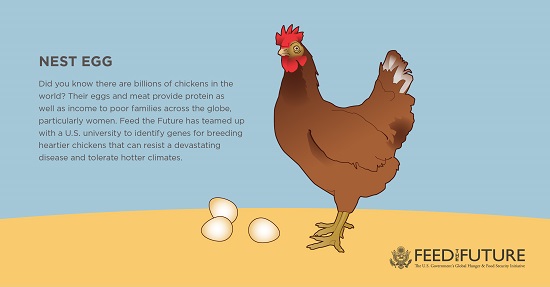 NEST EGG
Did you know there are billions of chickens in the
world? Their eggs and meat provide protein as
well as income to poor families across the globe,
particularly women. Feed the Future has teamed up
with a U.S. university to identify genes for breeding
heartier chickens that can resist a devastating
disease and tolerate hotter climates.
FEED THE FUTURE
The U.S. Government's Global Hunger & Food Security Initiative